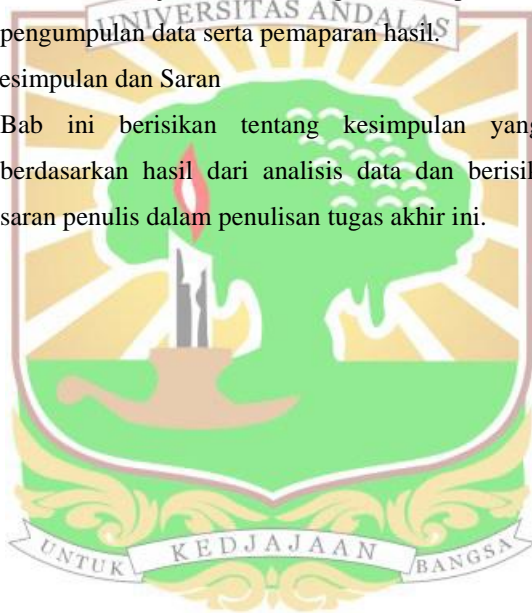 UNIVERSITAS ANDALAS
pengumpulan data serta pemaparan hasil.
esimpulan dan Saran
Bab ini berisikan tentang kesimpulan yang
berdasarkan hasil dari analisis data dan
saran penulis dalam penulisan tugas akhir ini.
UNTUK KEDJAJAAN BANGSA